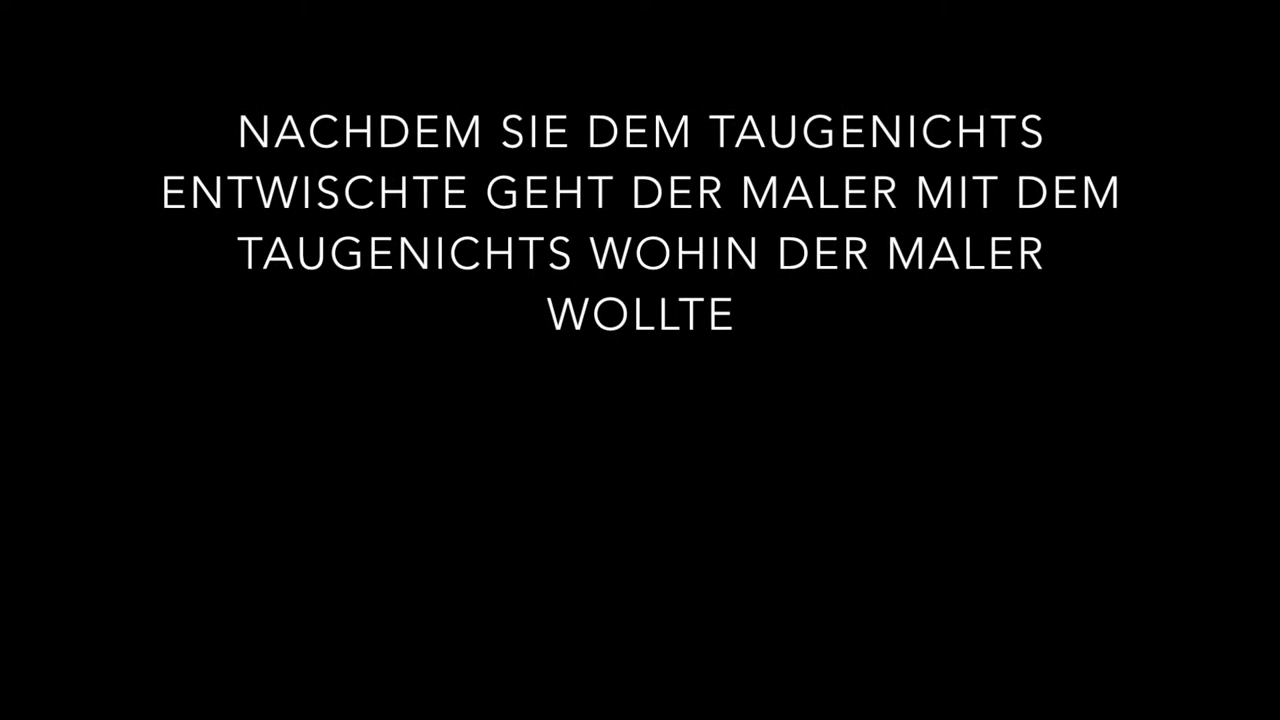 NACHDEM SIE DEM TAUGENICHTS
ENTWISCHTE GEHT DER MALER MIT DEM
TAUGENICHTS WOHIN DER MALER
WOLLTE